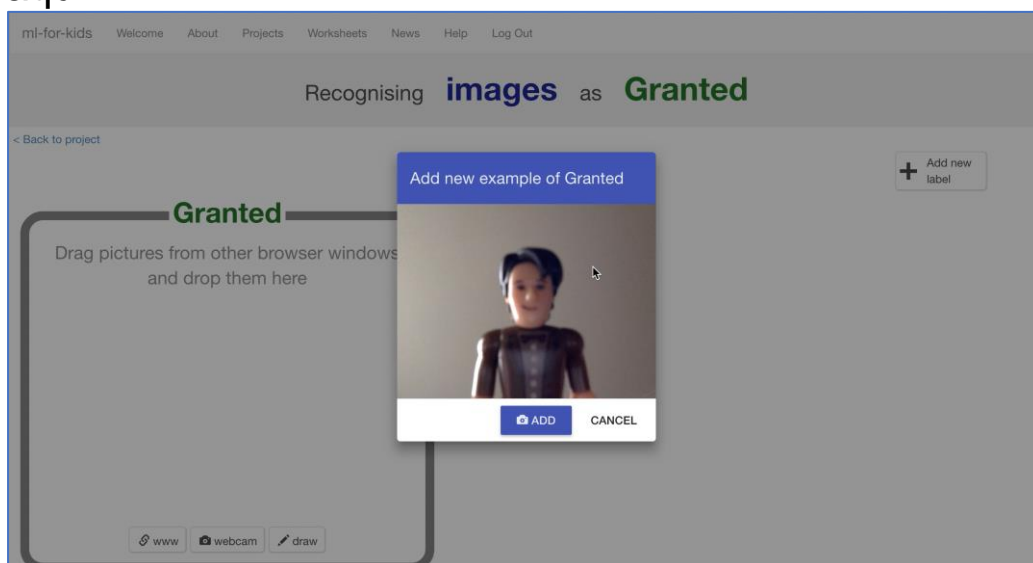 ml-for-kids Welcome About Projects Worksheets News Help Log Out
Recognising images as Granted
< Back to project
Add new
label
Add new example of Granted
Granted
Drag pictures from other browser windows
and drop them here
ADD CANCEL
www webcam draw